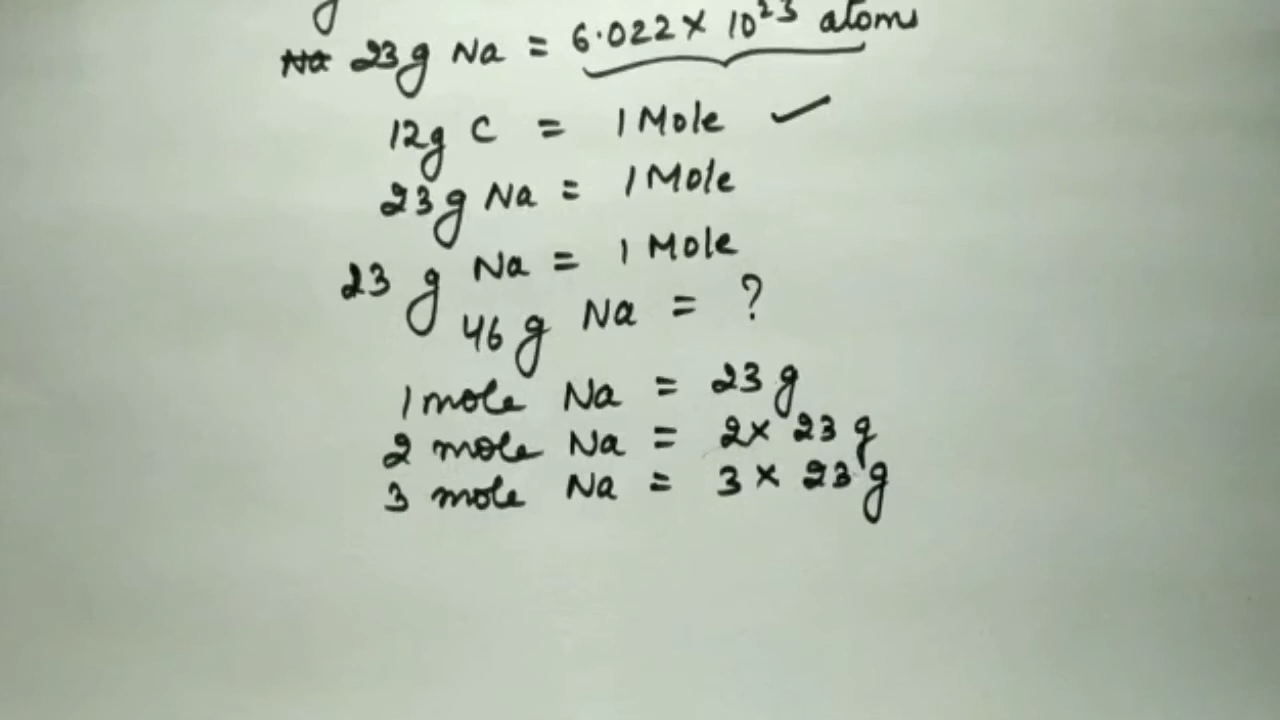 Na 23g Na = 6.022 × 10²³ atoms
12g C = 1 Mole ✓
23g Na = 1 Mole
23 g Na = 1 Mole
46 g Na = ?
1 mole Na = 23 g
2 mole Na = 2× 23 g
3 mole Na = 3 × 23 g